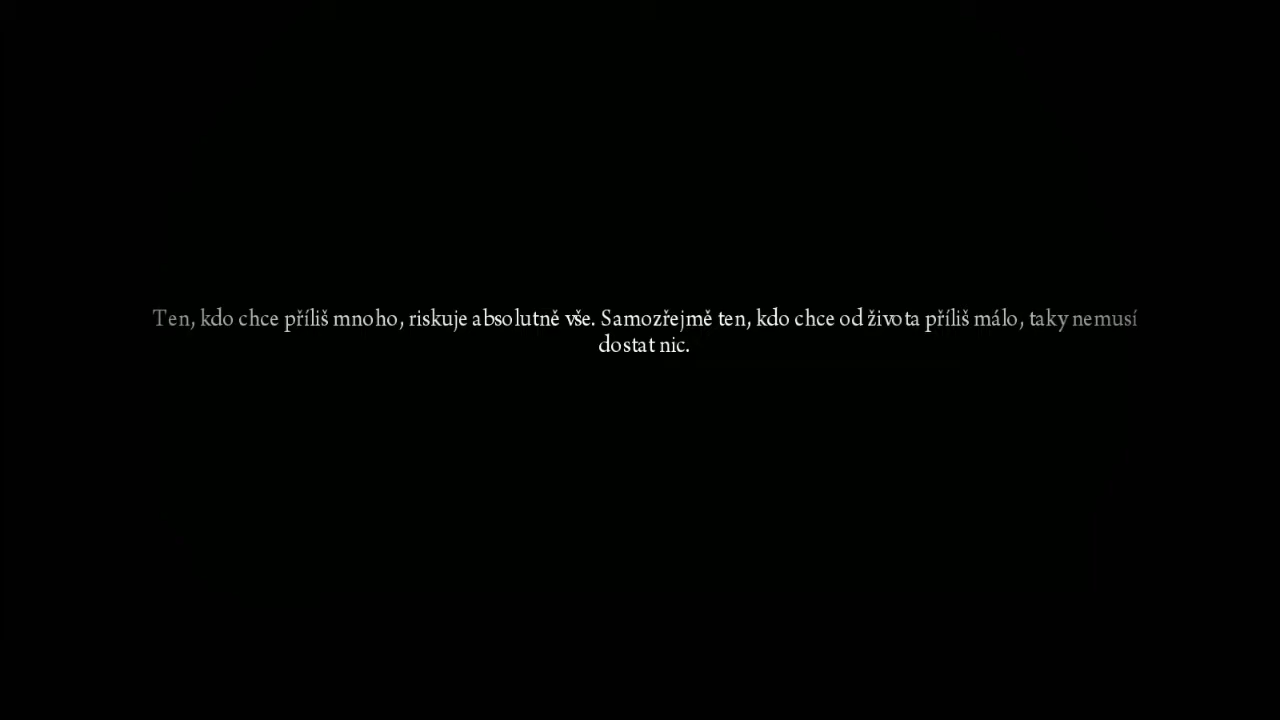 Ten, kdo chce příliš mnoho, riskuje absolutně vše. Samozřejmě ten, kdo chce od života příliš málo, taky nemusí
dostat nic.